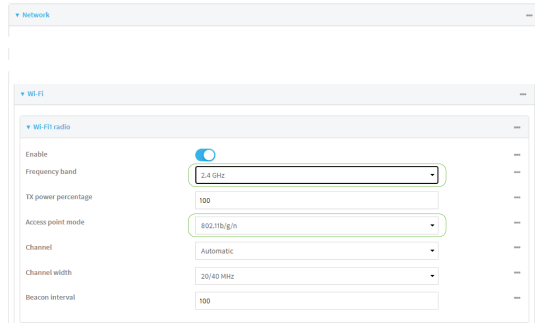 Network
Wi-Fi
Wi-Fi1 radio
Enable
Frequency band
2.4 GHz
TX power percentage
100
Access point mode
802.11b/g/n
Channel
Automatic
Channel width
20/40 MHz
Beacon interval
100